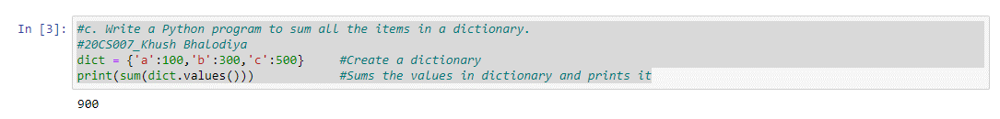 In [3]: #c. Write a Python program to sum all the items in a dictionary.
#20CS007_Khush Bhalodiya
dict = {'a':100,'b':300,'c':500}     #Create a dictionary
print(sum(dict.values()))            #Sums the values in dictionary and prints it
900